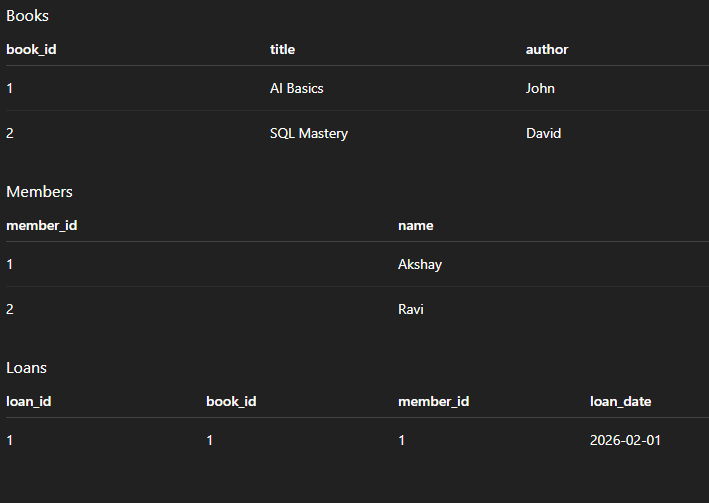 Books
book_id title author
1 AI Basics John
2 SQL Mastery David
Members
member_id name
1 Akshay
2 Ravi
Loans
loan_id book_id member_id loan_date
1 1 1 2026-02-01